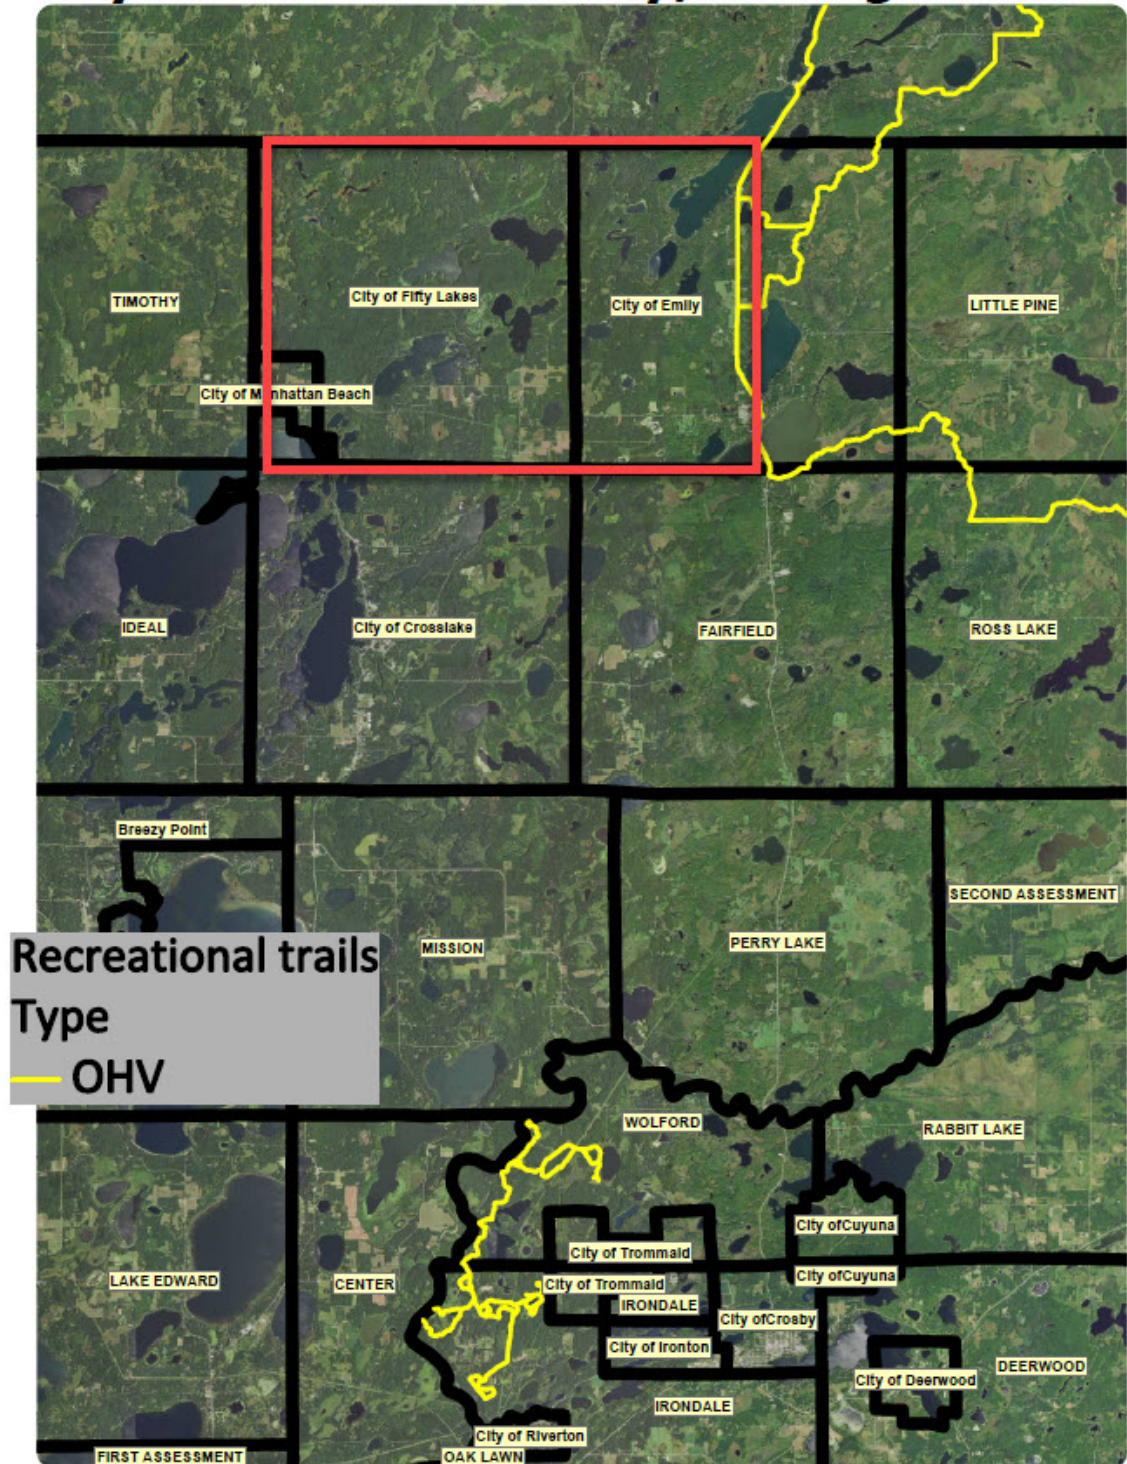 TIMOTHY
City of Fifty Lakes
City of Emily
LITTLE PINE
City of Manhattan Beach
IDEAL
City of Crosslake
FAIRFIELD
ROSS LAKE
Breezy Point
SECOND ASSESSMENT
MISSION
PERRY LAKE
Recreational trails
Type
OHV
WOLFORD
RABBIT LAKE
City ofCuyuna
City of Trommald
City ofCuyuna
LAKE EDWARD
CENTER
City of Trommald
IRONDALE
City ofCrosby
City of Ironton
DEERWOOD
City of Deerwood
IRONDALE
City of Riverton
FIRST ASSESSMENT
OAK LAWN